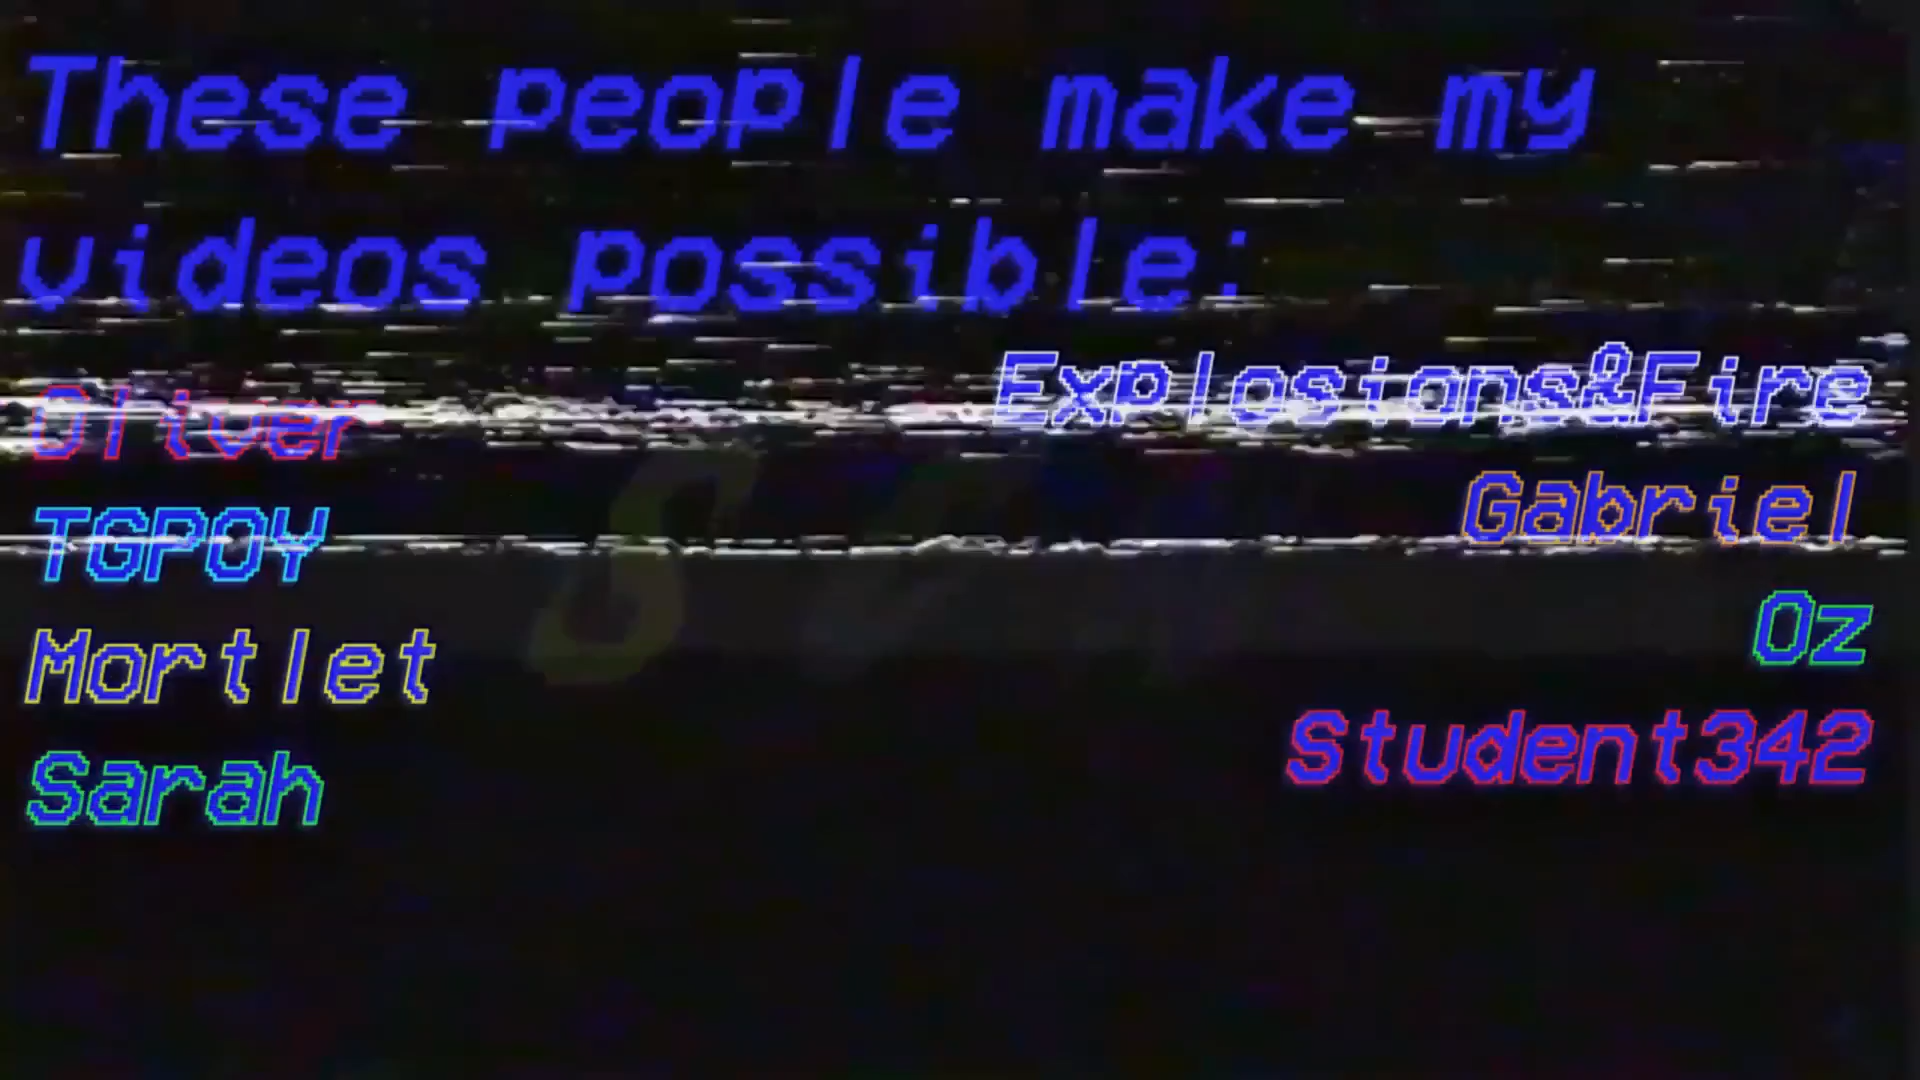 These people make my
videos possible:
Oliver
Explosions&Fire
TGPOY
Gabriel
Mortlet
Oz
Sarah
Student342